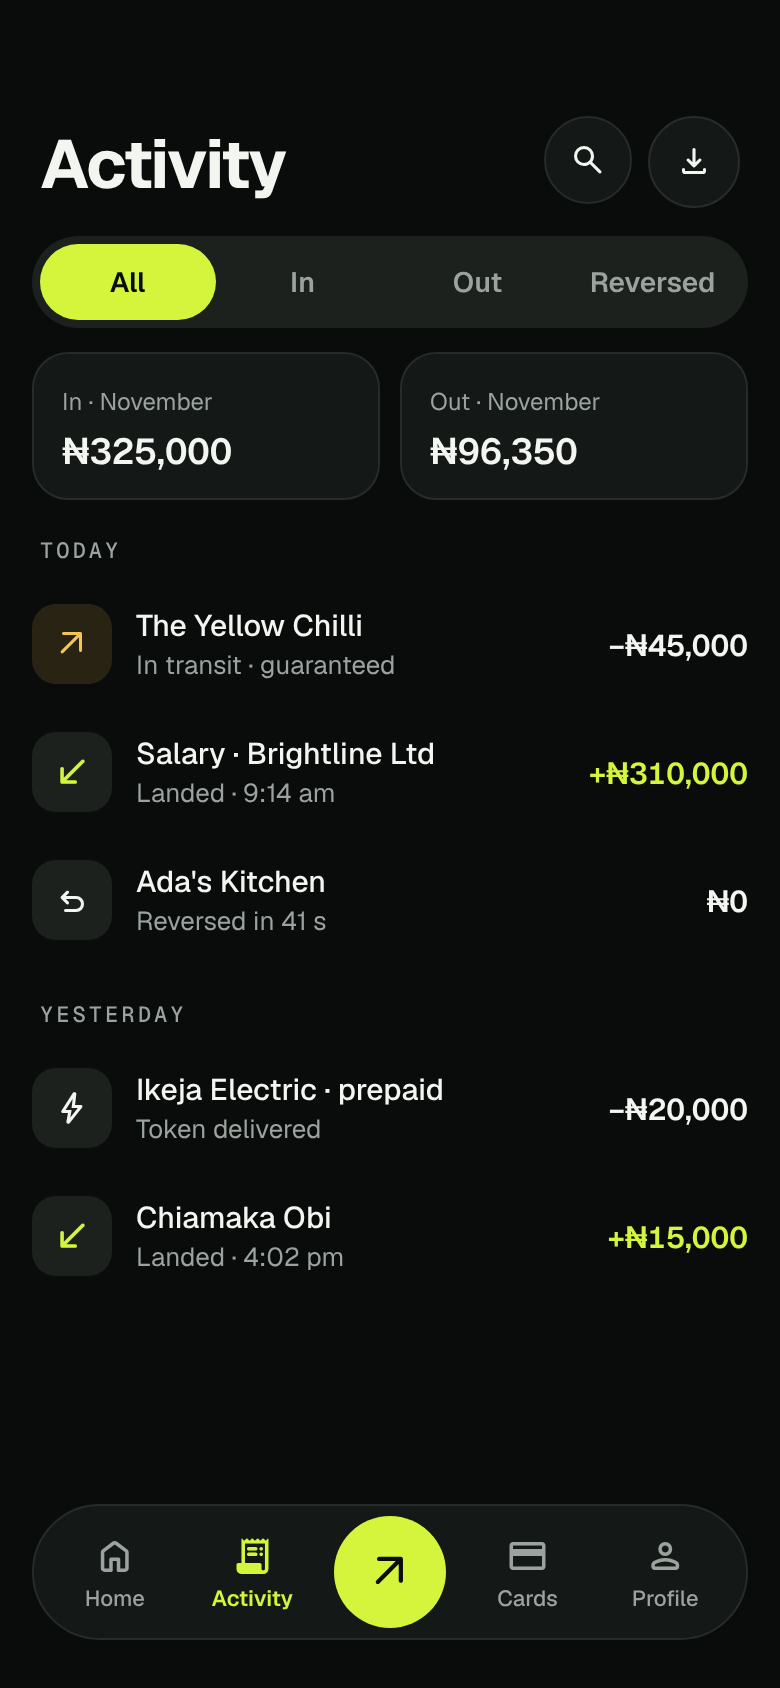 Activity
All In Out Reversed
In · November
₦325,000
Out · November
₦96,350
TODAY
The Yellow Chilli
In transit · guaranteed
−₦45,000
Salary · Brightline Ltd
Landed · 9:14 am
+₦310,000
Ada's Kitchen
Reversed in 41 s
₦0
YESTERDAY
Ikeja Electric · prepaid
Token delivered
−₦20,000
Chiamaka Obi
Landed · 4:02 pm
+₦15,000
Home Activity Cards Profile